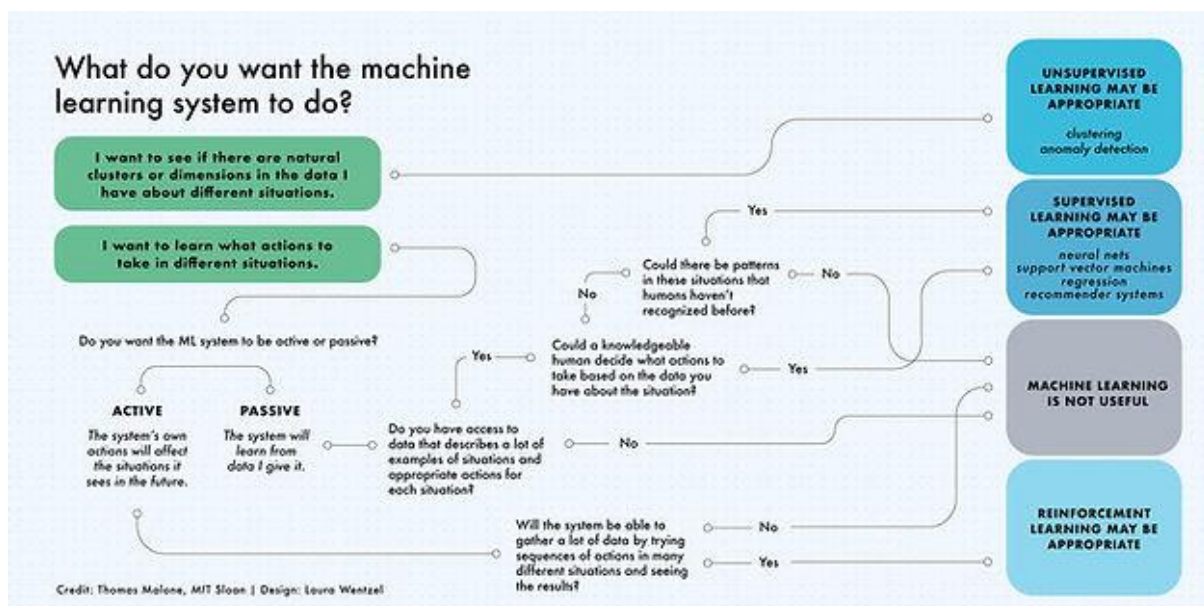 What do you want the machine
learning system to do?
I want to see if there are natural
clusters or dimensions in the data I
have about different situations.
I want to learn what actions to
take in different situations.
Do you want the ML system to be active or passive?
ACTIVE
The system's own
actions will affect
the situations it
sees in the future.
PASSIVE
The system will
learn from
data I give it.
Do you have access to
data that describes a lot of
examples of situations and
appropriate actions for
each situation?
Yes
No
Could a knowledgeable
human decide what actions to
take based on the data you
have about the situation?
No
Yes
Could there be patterns
in these situations that
humans haven't
recognized before?
Yes
No
Will the system be able to
gather a lot of data by trying
sequences of actions in many
different situations and seeing
the results?
No
Yes
UNSUPERVISED
LEARNING MAY BE
APPROPRIATE
clustering
anomaly detection
SUPERVISED
LEARNING MAY BE
APPROPRIATE
neural nets
support vector machines
regression
recommender systems
MACHINE LEARNING
IS NOT USEFUL
REINFORCEMENT
LEARNING MAY BE
APPROPRIATE
Credit: Thomas Malone, MIT Sloan | Design: Laura Wentzel